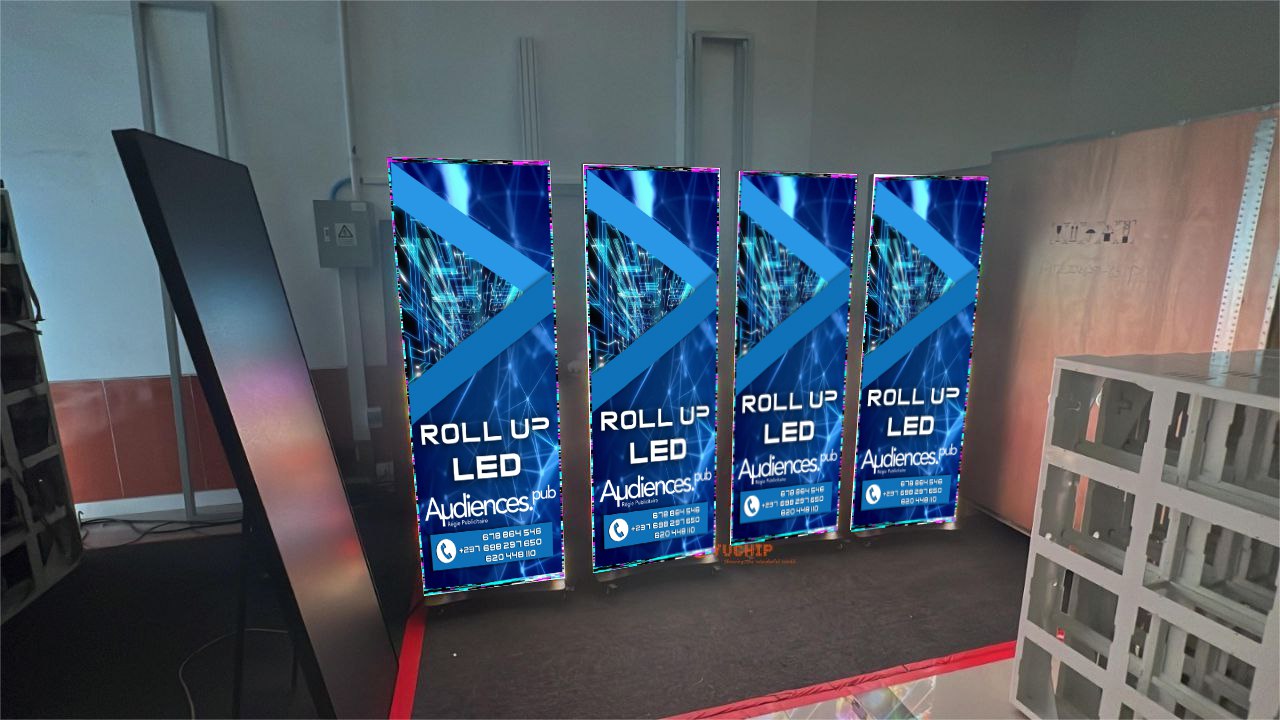 ROLL UP
LED
Audiences.pub
Régie Publicitaire
678 864 546
+237 698 297 650
620 448 110
ROLL UP
LED
Audiences.pub
Régie Publicitaire
678 864 546
+237 698 297 650
620 448 110
ROLL UP
LED
Audiences.pub
Régie Publicitaire
678 864 546
+237 698 297 650
620 448 110
ROLL UP
LED
Audiences.pub
Régie Publicitaire
678 864 546
+237 698 297 650
620 448 110
YUCHIP